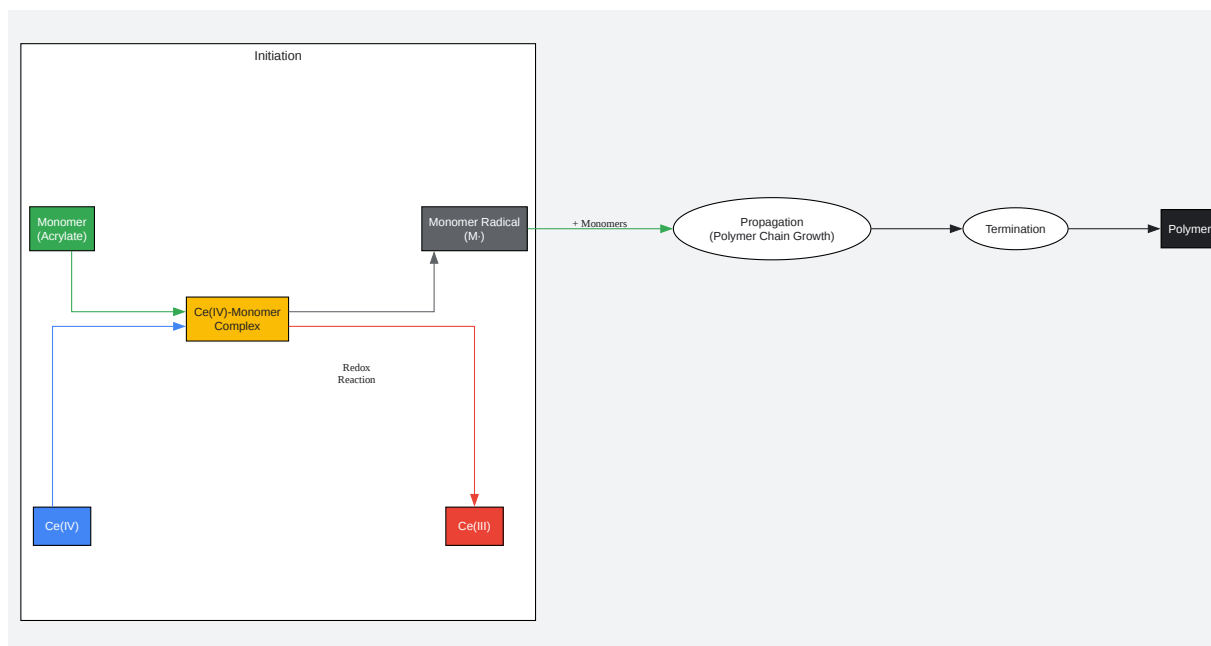 Initiation
Monomer
(Acrylate)
Monomer Radical
(M·)
+ Monomers
Propagation
(Polymer Chain Growth)
Termination
Polymer
Ce(IV)-Monomer
Complex
Redox
Reaction
Ce(IV)
Ce(III)